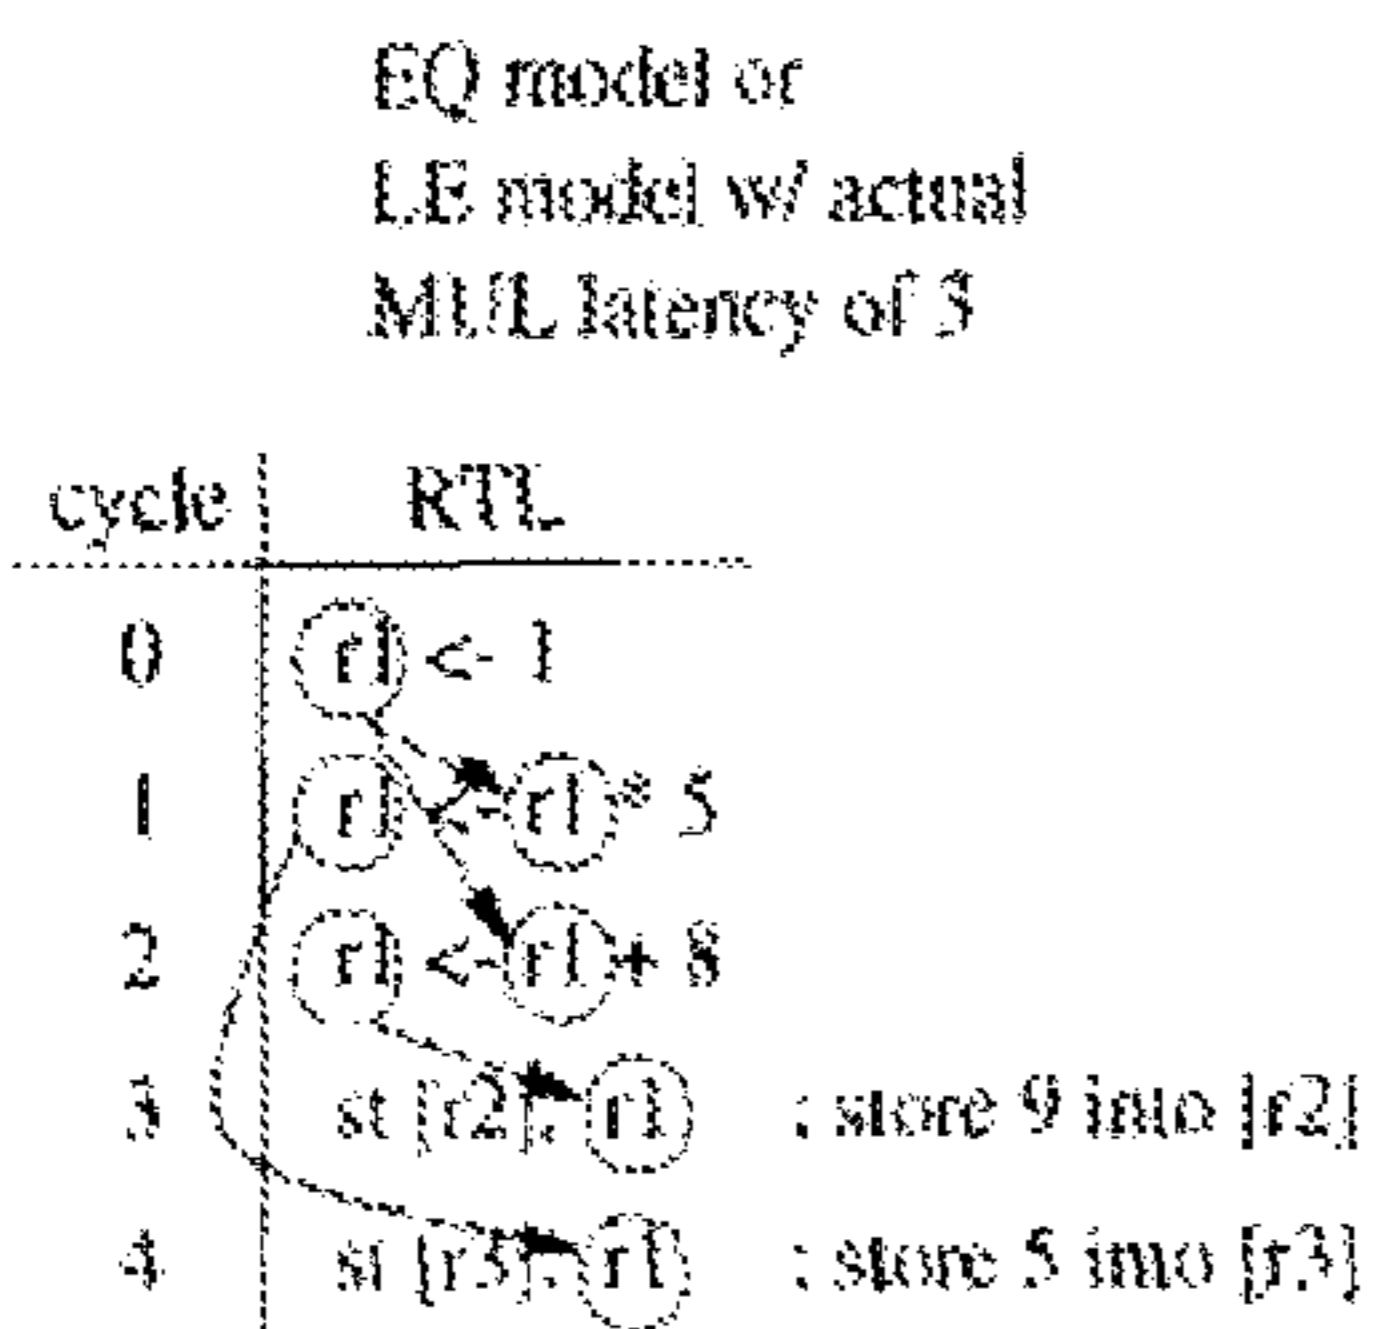 EQ model or
LE model w/ actual
MUL latency of 3
cycle RTL
0 r1 <- 1
1 r1 <- r1 * 5
2 r1 <- r1 + 8
3 st [r2], r1 ; store 9 into [r2]
4 st [r3], r1 ; store 5 into [r3]